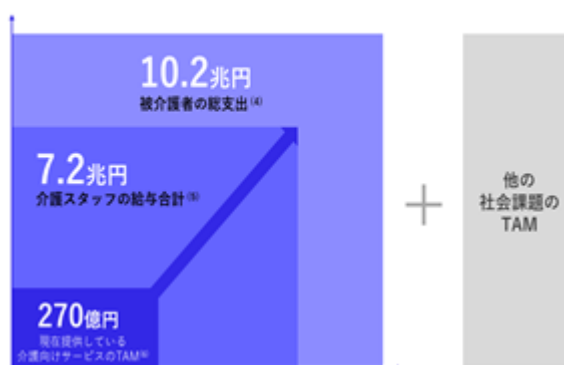 10.2兆円
被介護者の総支出(4)
7.2兆円
介護スタッフの給与合計(5)
270億円
現在提供している
介護向けサービスのTAM(6)
+
他の
社会課題の
TAM